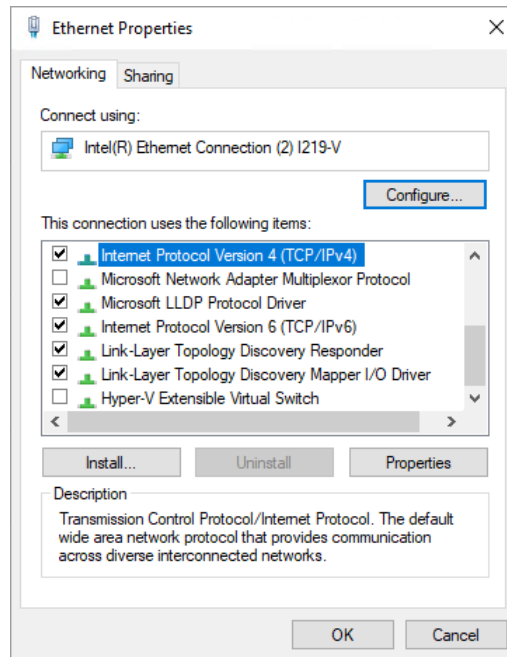 Ethernet Properties
Networking
Sharing
Connect using:
Intel(R) Ethernet Connection (2) I219-V
Configure...
This connection uses the following items:
Internet Protocol Version 4 (TCP/IPv4)
Microsoft Network Adapter Multiplexor Protocol
Microsoft LLDP Protocol Driver
Internet Protocol Version 6 (TCP/IPv6)
Link-Layer Topology Discovery Responder
Link-Layer Topology Discovery Mapper I/O Driver
Hyper-V Extensible Virtual Switch
Install...
Uninstall
Properties
Description
Transmission Control Protocol/Internet Protocol. The default
wide area network protocol that provides communication
across diverse interconnected networks.
OK
Cancel